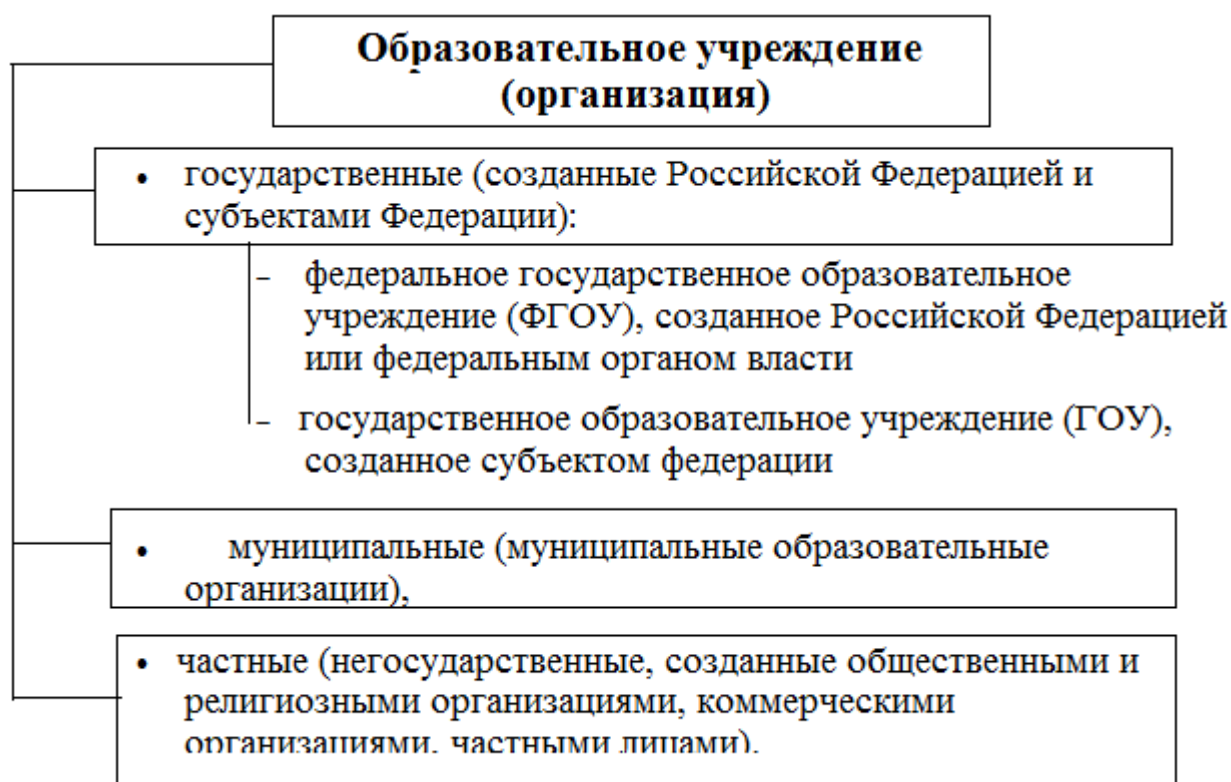 Образовательное учреждение
(организация)
• государственные (созданные Российской Федерацией и
субъектами Федерации):
– федеральное государственное образовательное
учреждение (ФГОУ), созданное Российской Федерацией
или федеральным органом власти
– государственное образовательное учреждение (ГОУ),
созданное субъектом федерации
• муниципальные (муниципальные образовательные
организации),
• частные (негосударственные, созданные общественными и
религиозными организациями, коммерческими
организациями, частными лицами).